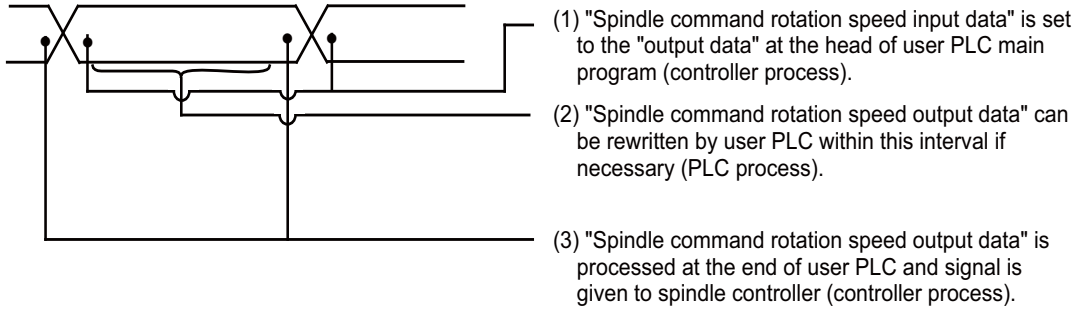 (1) "Spindle command rotation speed input data" is set
to the "output data" at the head of user PLC main
program (controller process).
(2) "Spindle command rotation speed output data" can
be rewritten by user PLC within this interval if
necessary (PLC process).
(3) "Spindle command rotation speed output data" is
processed at the end of user PLC and signal is
given to spindle controller (controller process).